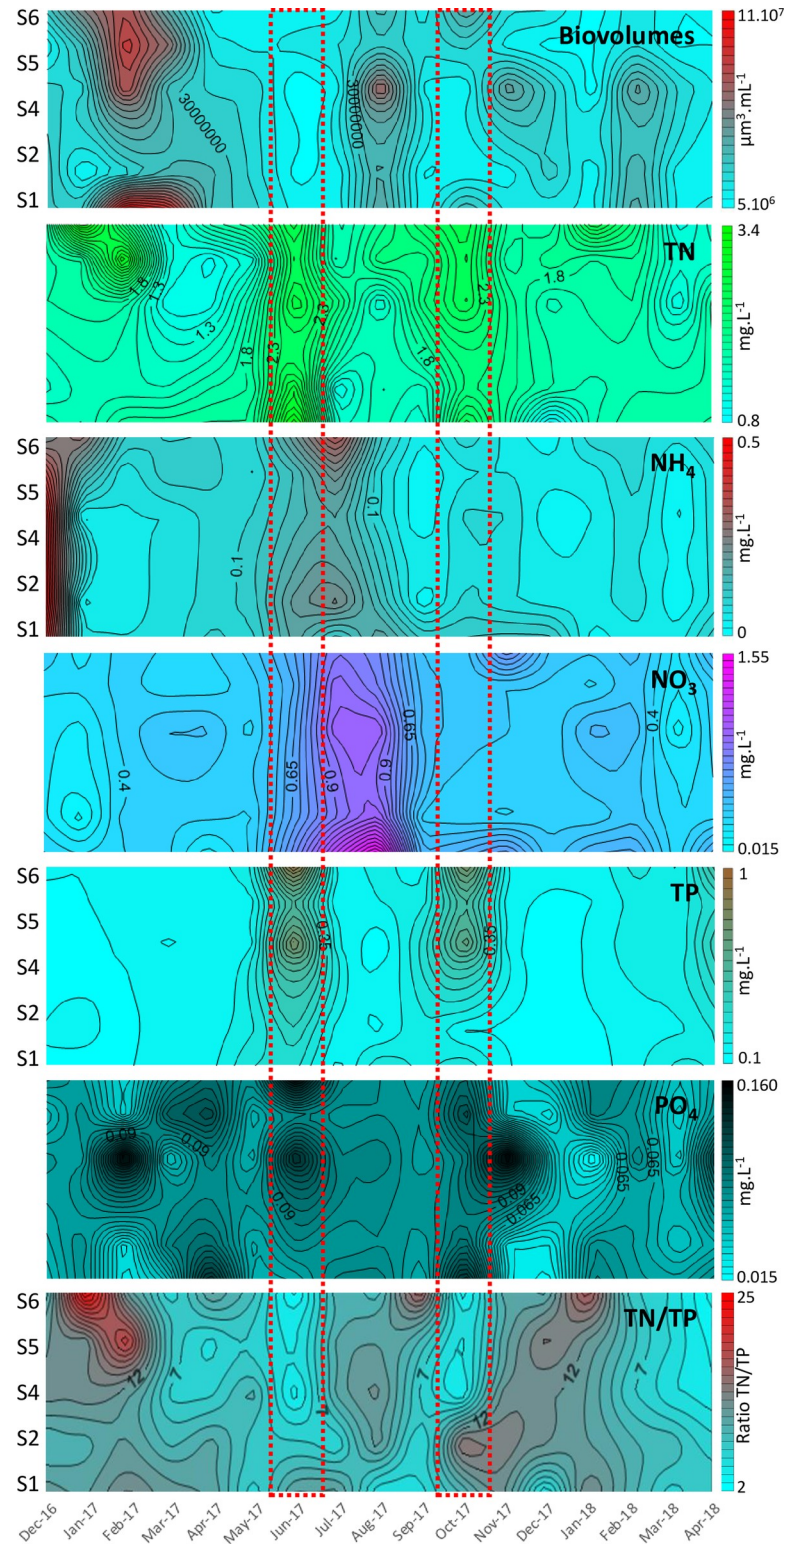 S6
S5
S4
S2
S1
Biovolumes
30000000
30000000
11.10⁷
µm³.mL⁻¹
5.10⁶
TN
1.8
1.3
1.3
1.8
2.3
2.3
1.8
2.3
1.8
3.4
mg.L⁻¹
0.8
S6
S5
S4
S2
S1
NH₄
0.1
0.1
0.5
mg.L⁻¹
0
NO₃
0.4
0.65
0.9
0.9
0.65
0.4
1.55
mg.L⁻¹
0.015
S6
S5
S4
S2
S1
TP
0.35
0.35
1
mg.L⁻¹
0.1
PO₄
0.09
0.09
0.09
0.09
0.065
0.065
0.065
0.160
mg.L⁻¹
0.015
S6
S5
S4
S2
S1
TN/TP
12
7
7
7
12
12
7
25
Ratio TN/TP
2
Dec-16
Jan-17
Feb-17
Mar-17
Apr-17
May-17
Jun-17
Jul-17
Aug-17
Sep-17
Oct-17
Nov-17
Dec-17
Jan-18
Feb-18
Mar-18
Apr-18